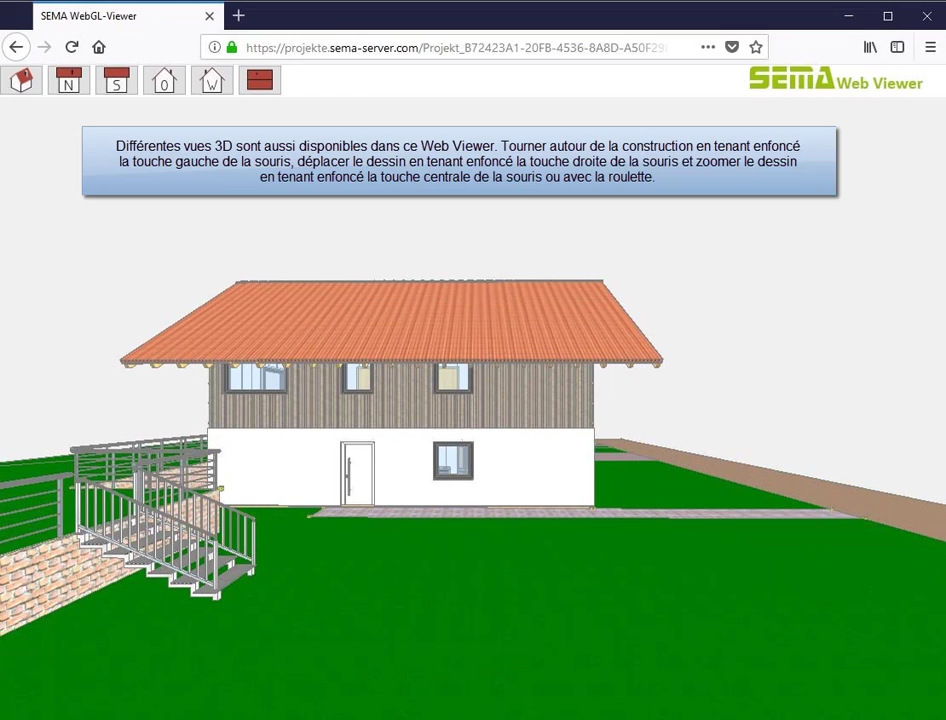 SEMA WebGL-Viewer
https://projekte.sema-server.com/Projekt_B72423A1-20FB-4536-8A8D-A50F29
N S O W
SEMA Web Viewer
Différentes vues 3D sont aussi disponibles dans ce Web Viewer. Tourner autour de la construction en tenant enfoncé
la touche gauche de la souris, déplacer le dessin en tenant enfoncé la touche droite de la souris et zoomer le dessin
en tenant enfoncé la touche centrale de la souris ou avec la roulette.